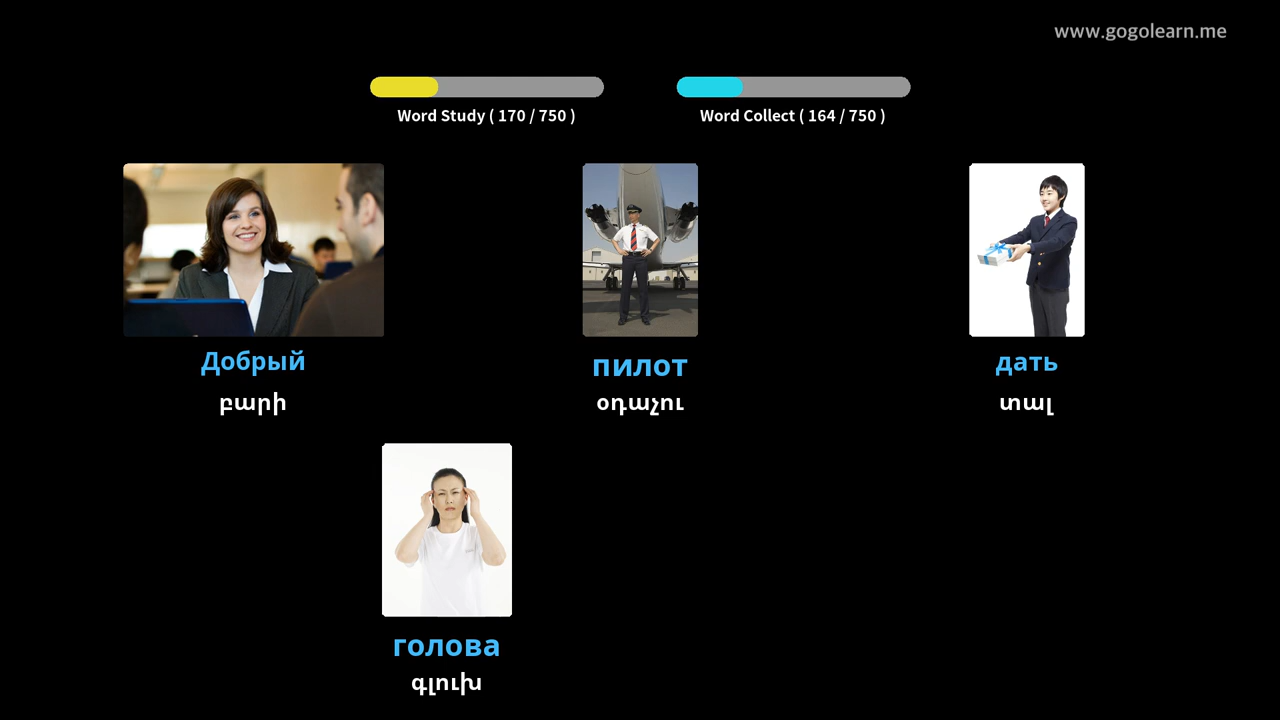 www.gogolearn.me
Word Study ( 170 / 750 )
Word Collect ( 164 / 750 )
Добрый
բարի
пилот
օդաչու
дать
տալ
голова
գլուխ